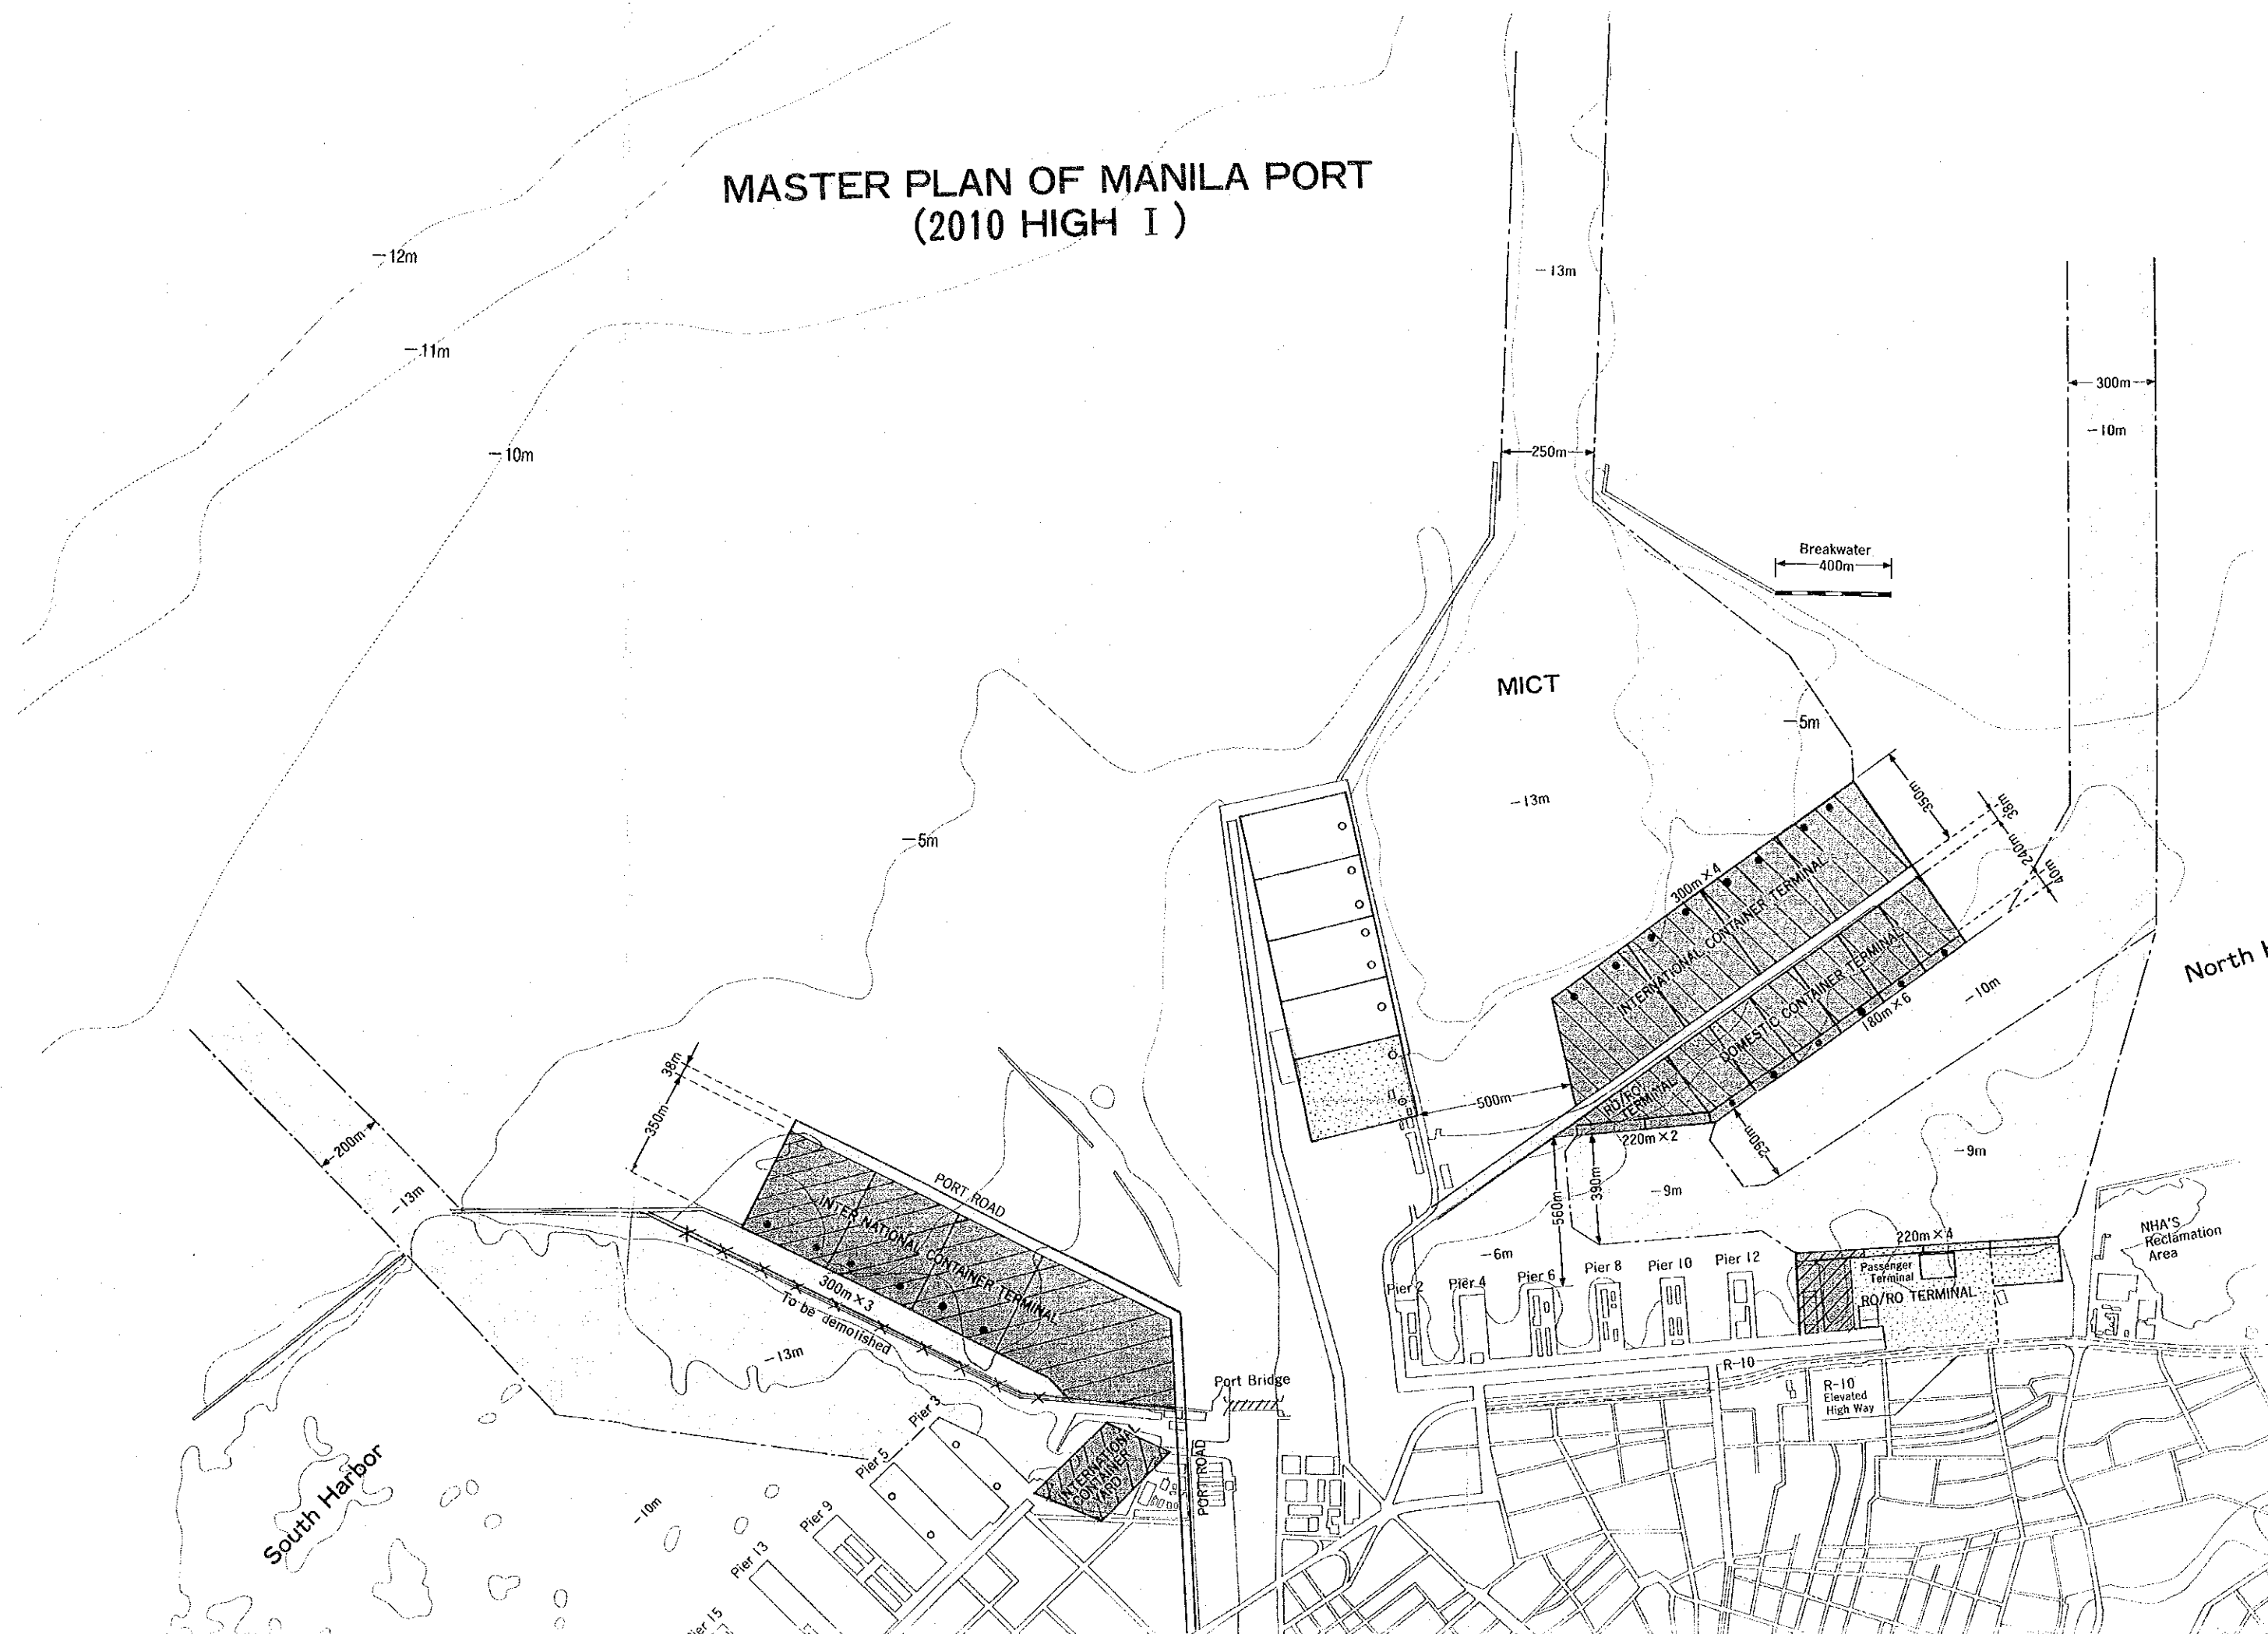 MASTER PLAN OF MANILA PORT
(2010 HIGH I)
-12m
-11m
-10m
-13m
300m
-10m
250m
Breakwater
400m
MICT
-5m
-13m
-5m
350m
38m
240m
40m
300m×4
INTERNATIONAL CONTAINER TERMINAL
DOMESTIC CONTAINER TERMINAL
180m×6
-10m
North
RO/RO
TERMINAL
500m
220m×2
290m
-9m
-9m
560m
390m
-6m
38m
350m
200m
-13m
PORT ROAD
INTER NATIONAL CONTAINER TERMINAL
300m×3
To be demolished
-13m
Pier 2
Pier 4
Pier 6
Pier 8
Pier 10
Pier 12
220m×4
Passenger
Terminal
RO/RO TERMINAL
NHA'S
Reclamation
Area
R-10
R-10
Elevated
High Way
Port Bridge
PORT ROAD
INTERNATIONAL
CONTAINER
YARD
Pier 3
Pier 5
Pier 9
Pier 13
Pier 15
-10m
South Harbor